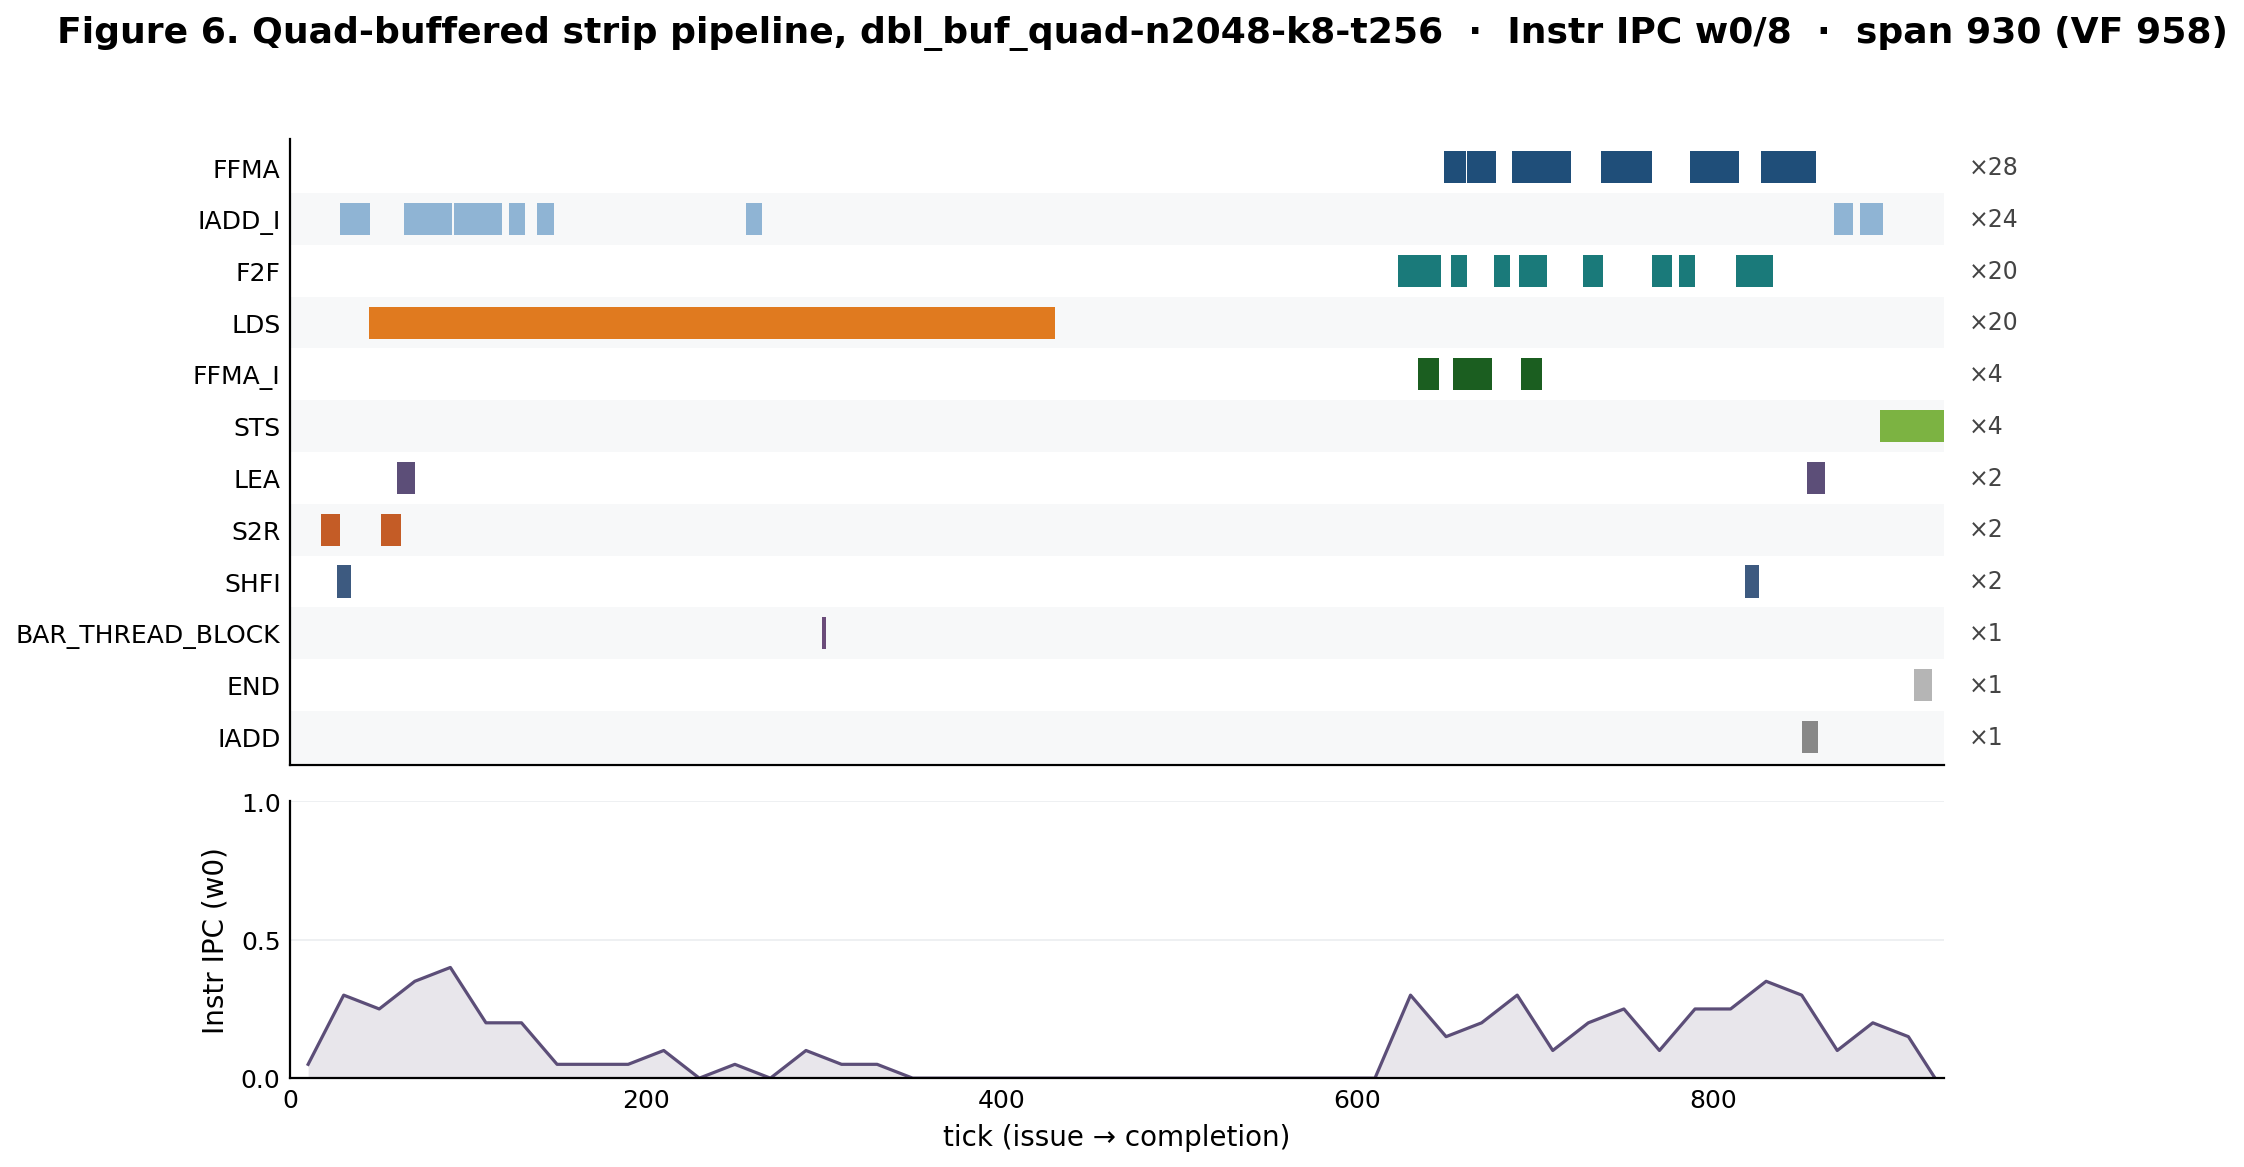 Figure 6. Quad-buffered strip pipeline, dbl_buf_quad-n2048-k8-t256 · Instr IPC w0/8 · span 930 (VF 958)
FFMA ×28
IADD_I ×24
F2F ×20
LDS ×20
FFMA_I ×4
STS ×4
LEA ×2
S2R ×2
SHFI ×2
BAR_THREAD_BLOCK ×1
END ×1
IADD ×1
Instr IPC (w0)
1.0
0.5
0.0
0 200 400 600 800
tick (issue → completion)